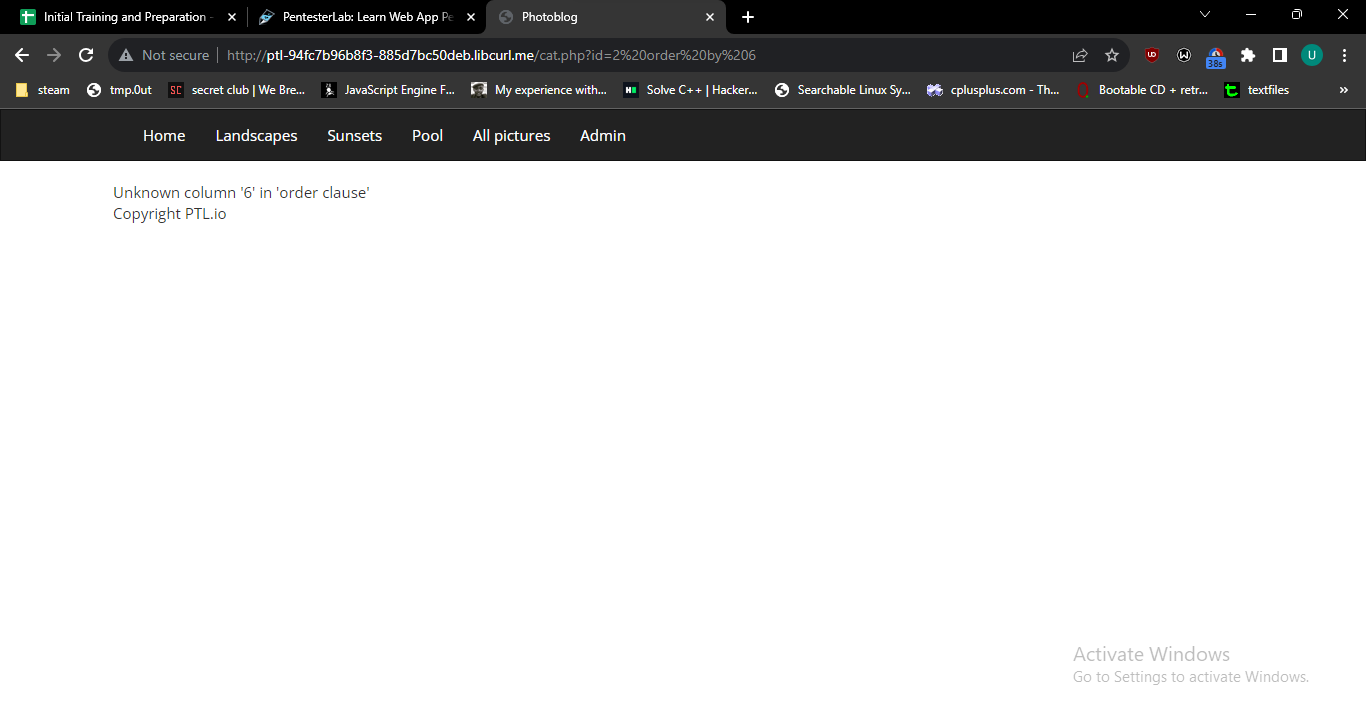 Initial Training and Preparation -
PentesterLab: Learn Web App Pe
Photoblog
Not secure
http://ptl-94fc7b96b8f3-885d7bc50deb.libcurl.me/cat.php?id=2%20order%20by%206
UD
W
38s
U
steam
tmp.0ut
SC
secret club | We Bre...
JavaScript Engine F...
My experience with...
Solve C++ | Hacker...
Searchable Linux Sy...
cplusplus.com - Th...
Bootable CD + retr...
textfiles
»
Home
Landscapes
Sunsets
Pool
All pictures
Admin
Unknown column '6' in 'order clause'
Copyright PTL.io
Activate Windows
Go to Settings to activate Windows.